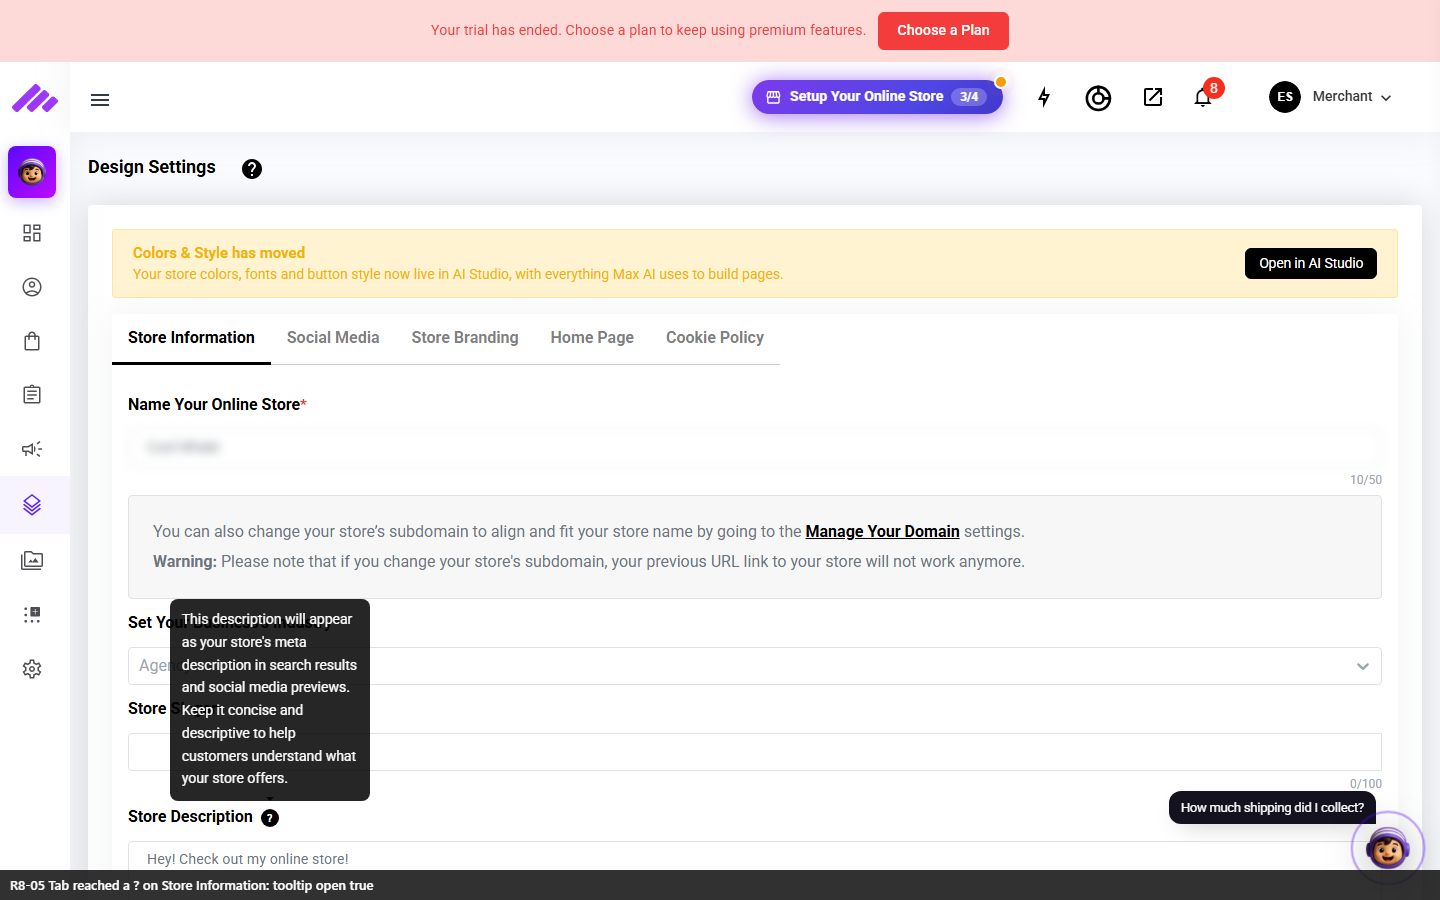 Your trial has ended. Choose a plan to keep using premium features.
Choose a Plan
Setup Your Online Store 3/4
8
ES
Merchant
Design Settings
?
Colors & Style has moved
Your store colors, fonts and button style now live in AI Studio, with everything Max AI uses to build pages.
Open in AI Studio
Store Information
Social Media
Store Branding
Home Page
Cookie Policy
Name Your Online Store*
10/50
You can also change your store’s subdomain to align and fit your store name by going to the Manage Your Domain settings.
Warning: Please note that if you change your store's subdomain, your previous URL link to your store will not work anymore.
Set Your
This description will appear
as your store's meta
description in search results
and social media previews.
Keep it concise and
descriptive to help
customers understand what
your store offers.
Store
0/100
Store Description ?
How much shipping did I collect?
Hey! Check out my online store!
R8-05 Tab reached a ? on Store Information: tooltip open true